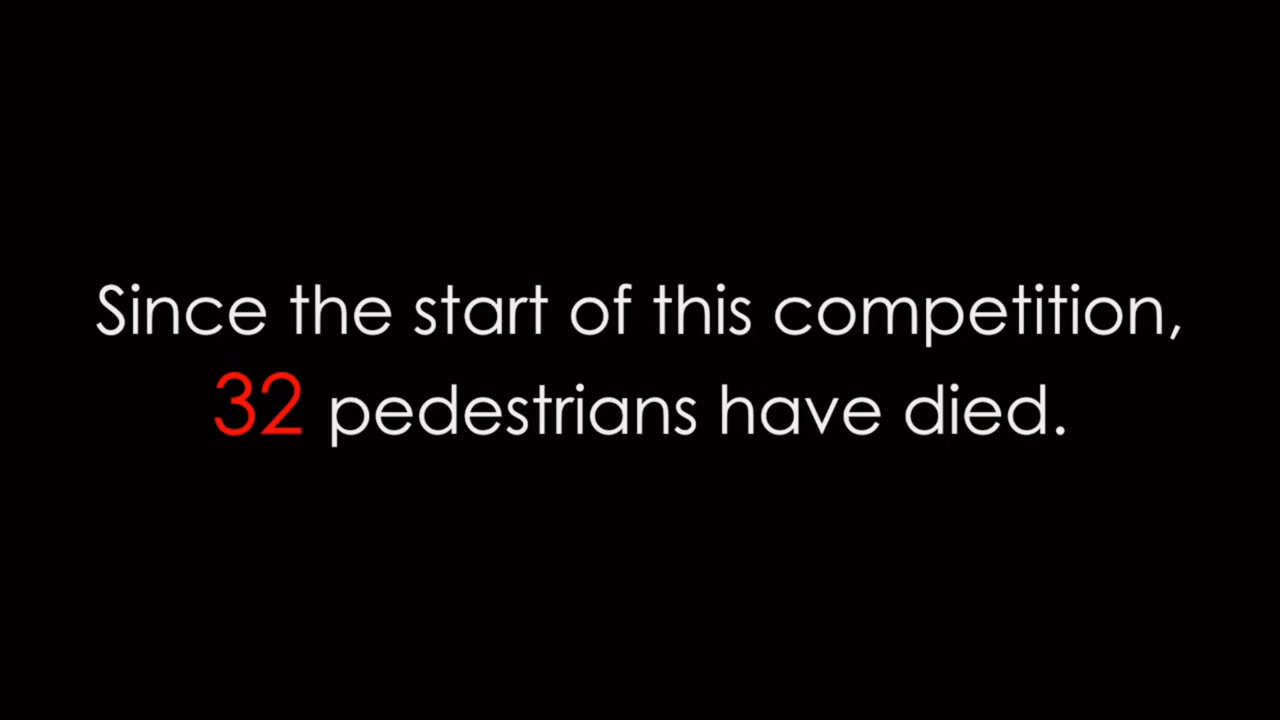 Since the start of this competition,
32 pedestrians have died.